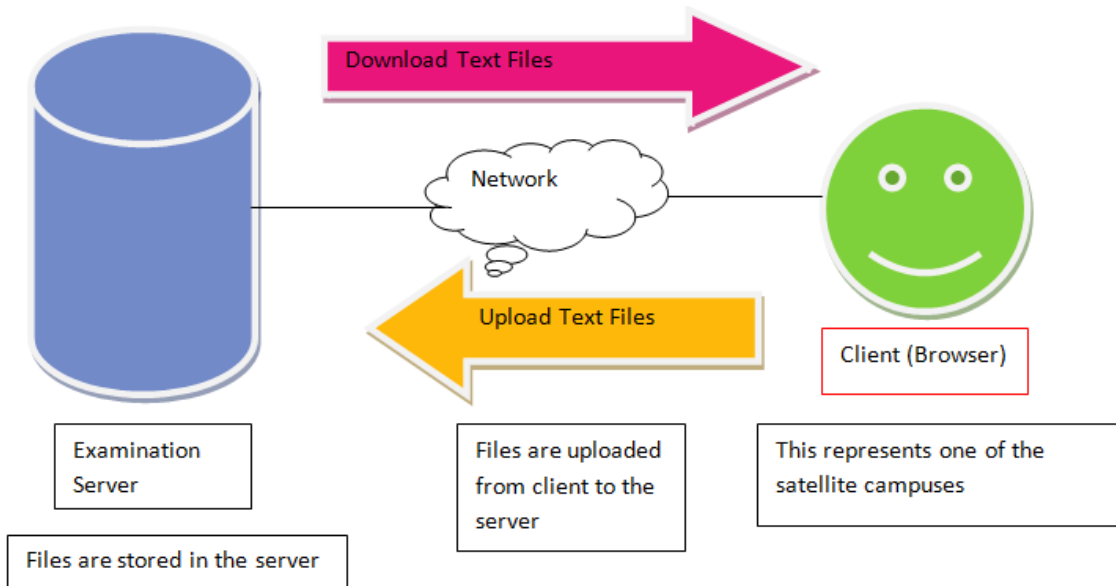 Download Text Files
Network
Upload Text Files
Client (Browser)
Examination
Server
Files are uploaded
from client to the
server
This represents one of the
satellite campuses
Files are stored in the server